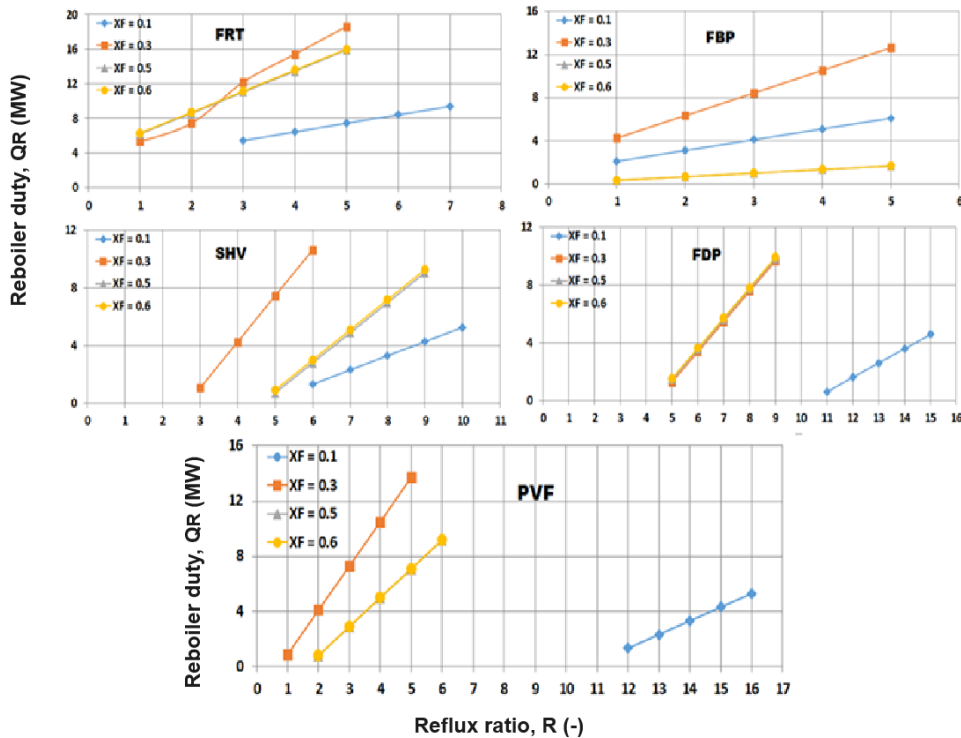 Reboiler duty, QR (MW)
20
16
12
8
4
0
XF = 0.1
XF = 0.3
XF = 0.5
XF = 0.6
FRT
0 1 2 3 4 5 6 7 8
16
12
8
4
0
XF = 0.1
XF = 0.3
XF = 0.5
XF = 0.6
FBP
0 1 2 3 4 5 6
12
8
4
0
XF = 0.1
XF = 0.3
XF = 0.5
XF = 0.6
SHV
0 1 2 3 4 5 6 7 8 9 10 11
12
8
4
0
XF = 0.1
XF = 0.3
XF = 0.5
XF = 0.6
FDP
0 1 2 3 4 5 6 7 8 9 10 11 12 13 14 15 16
Reboiler duty, QR (MW)
16
12
8
4
0
XF = 0.1
XF = 0.3
XF = 0.5
XF = 0.6
PVF
0 1 2 3 4 5 6 7 8 9 10 11 12 13 14 15 16 17
Reflux ratio, R (-)